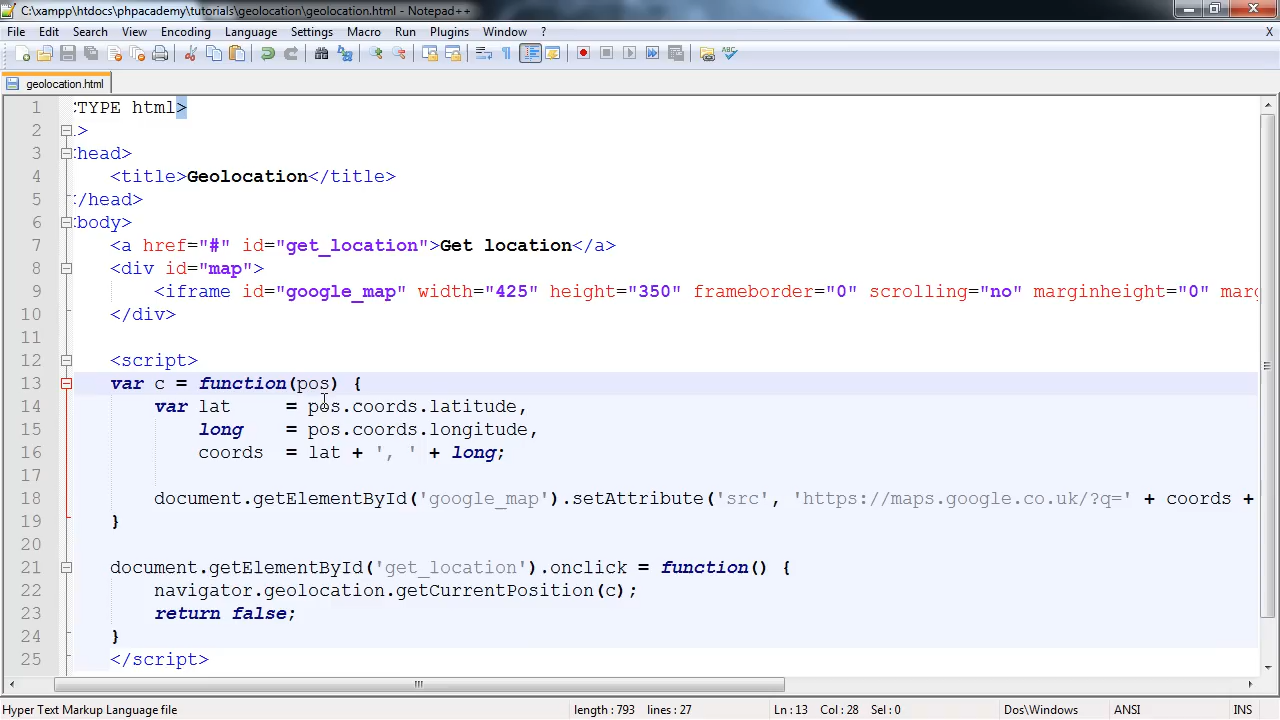 C:\xampp\htdocs\phpacademy\tutorials\geolocation\geolocation.html - Notepad++
File Edit Search View Encoding Language Settings Macro Run Plugins Window ? X
geolocation.html
1 CTYPE html>
2 >
3 head>
4 <title>Geolocation</title>
5 /head>
6 body>
7 <a href="#" id="get_location">Get location</a>
8 <div id="map">
9 <iframe id="google_map" width="425" height="350" frameborder="0" scrolling="no" marginheight="0" marg
10 </div>
11
12 <script>
13 var c = function(pos) {
14 var lat = pos.coords.latitude,
15 long = pos.coords.longitude,
16 coords = lat + ', ' + long;
17
18 document.getElementById('google_map').setAttribute('src', 'https://maps.google.co.uk/?q=' + coords +
19 }
20
21 document.getElementById('get_location').onclick = function() {
22 navigator.geolocation.getCurrentPosition(c);
23 return false;
24 }
25 </script>
Hyper Text Markup Language file length : 793 lines : 27 Ln : 13 Col : 28 Sel : 0 Dos\Windows ANSI INS